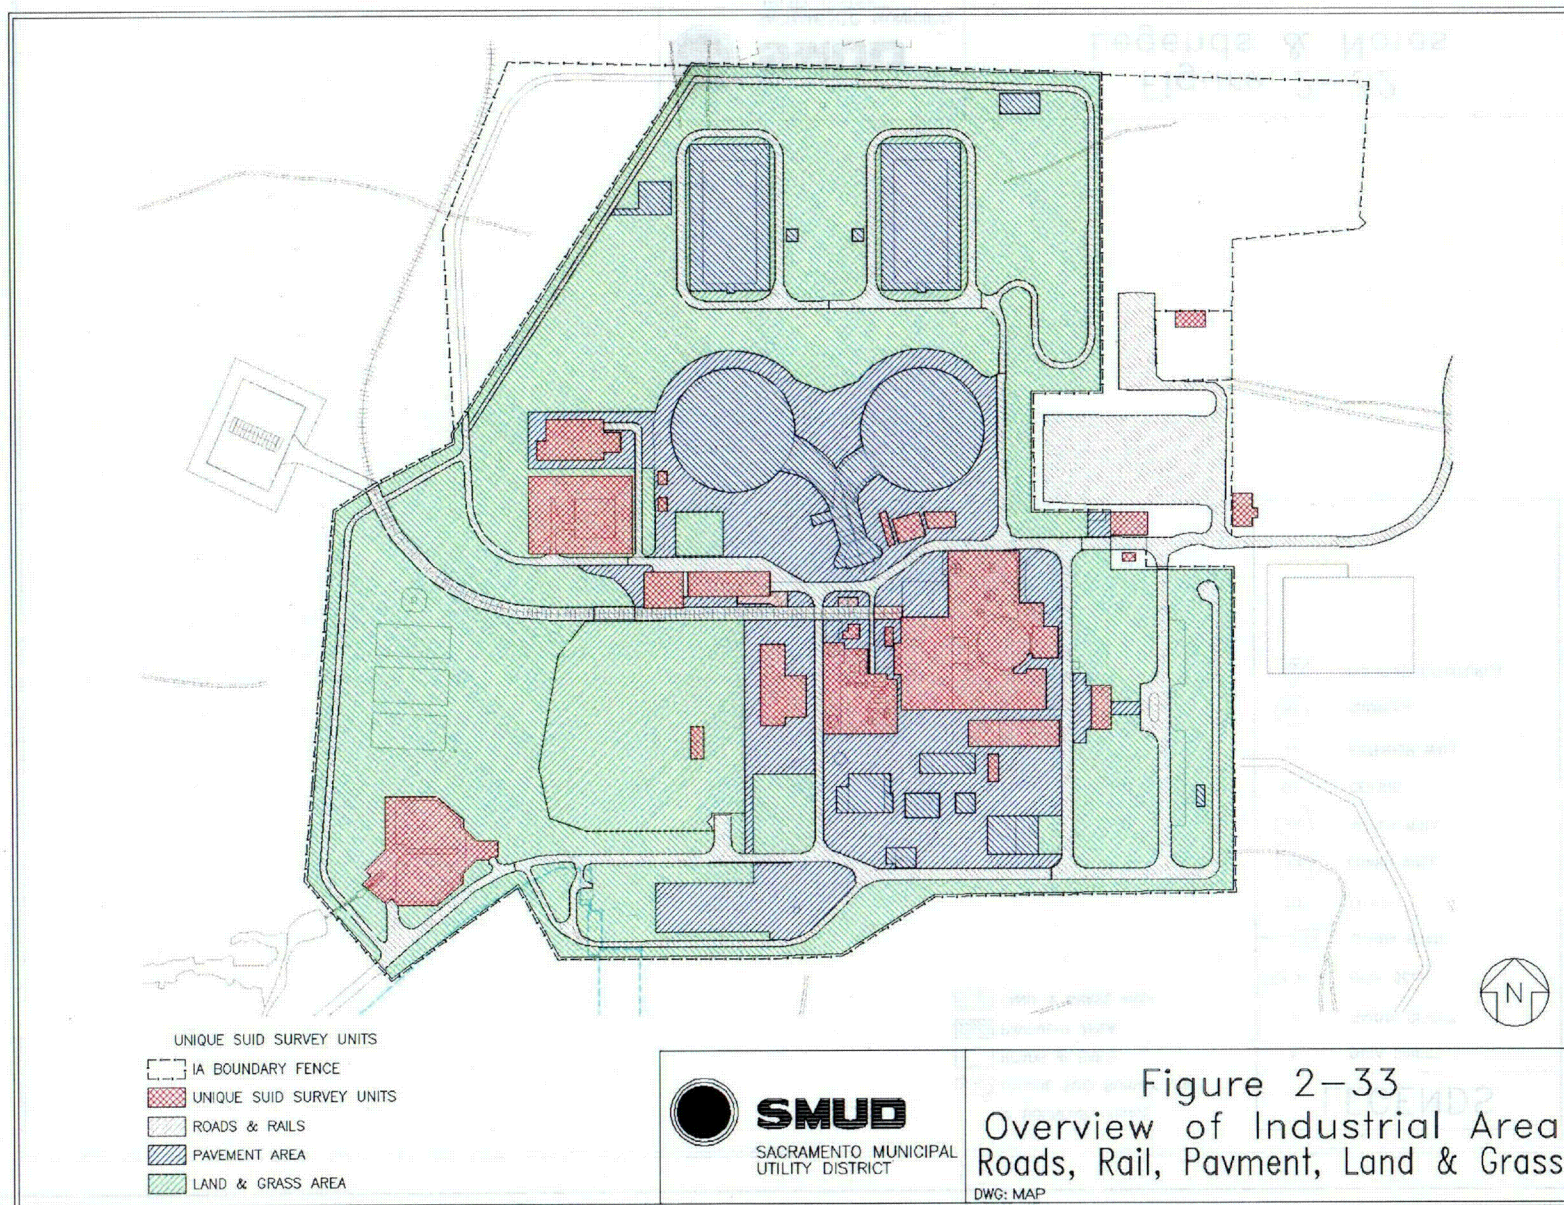 UNIQUE SUID SURVEY UNITS
IA BOUNDARY FENCE
UNIQUE SUID SURVEY UNITS
ROADS & RAILS
PAVEMENT AREA
LAND & GRASS AREA
SMUD
SACRAMENTO MUNICIPAL
UTILITY DISTRICT
Figure 2-33
Overview of Industrial Area
Roads, Rail, Pavment, Land & Grass
DWG: MAP
N